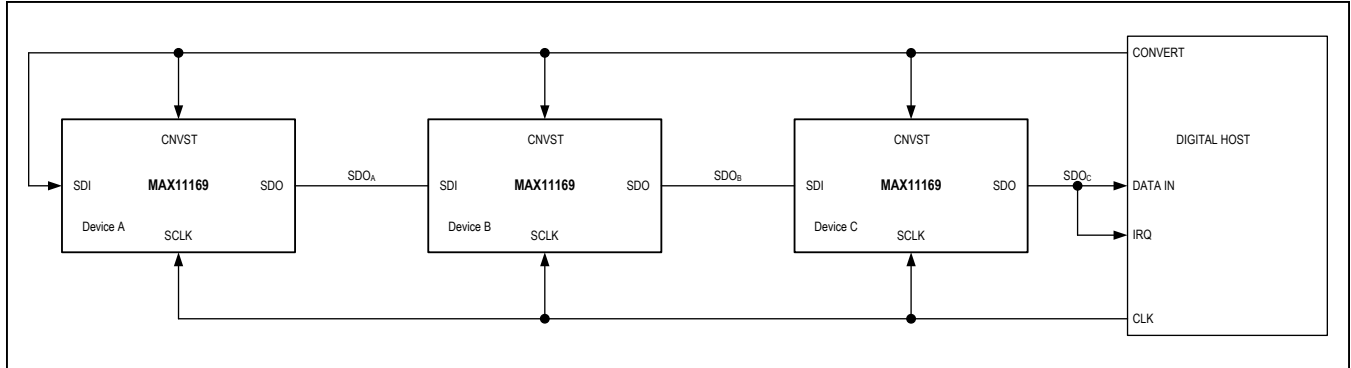 CONVERT
CNVST
CNVST
CNVST
DIGITAL HOST
SDI MAX11169 SDO
SDOA
SDI MAX11169 SDO
SDOB
SDI MAX11169 SDO
SDOC
DATA IN
Device A
Device B
Device C
IRQ
SCLK
SCLK
SCLK
CLK